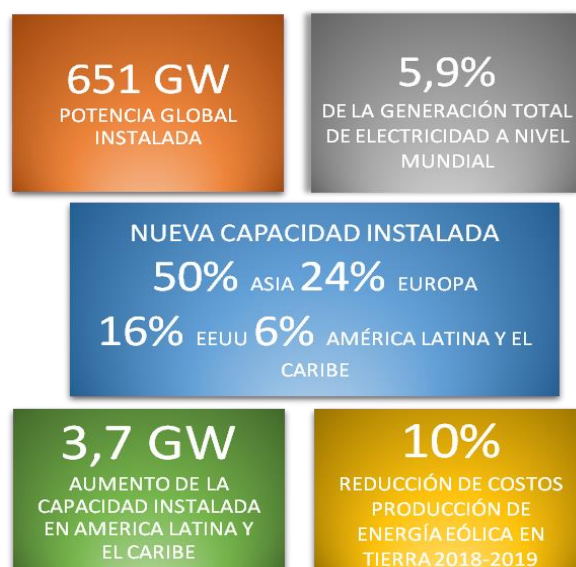 651 GW
POTENCIA GLOBAL
INSTALADA
5,9%
DE LA GENERACIÓN TOTAL
DE ELECTRICIDAD A NIVEL
MUNDIAL
NUEVA CAPACIDAD INSTALADA
50% ASIA 24% EUROPA
16% EEUU 6% AMÉRICA LATINA Y EL
CARIBE
3,7 GW
AUMENTO DE LA
CAPACIDAD INSTALADA
EN AMERICA LATINA Y
EL CARIBE
10%
REDUCCIÓN DE COSTOS
PRODUCCIÓN DE
ENERGÍA EÓLICA EN
TIERRA 2018-2019